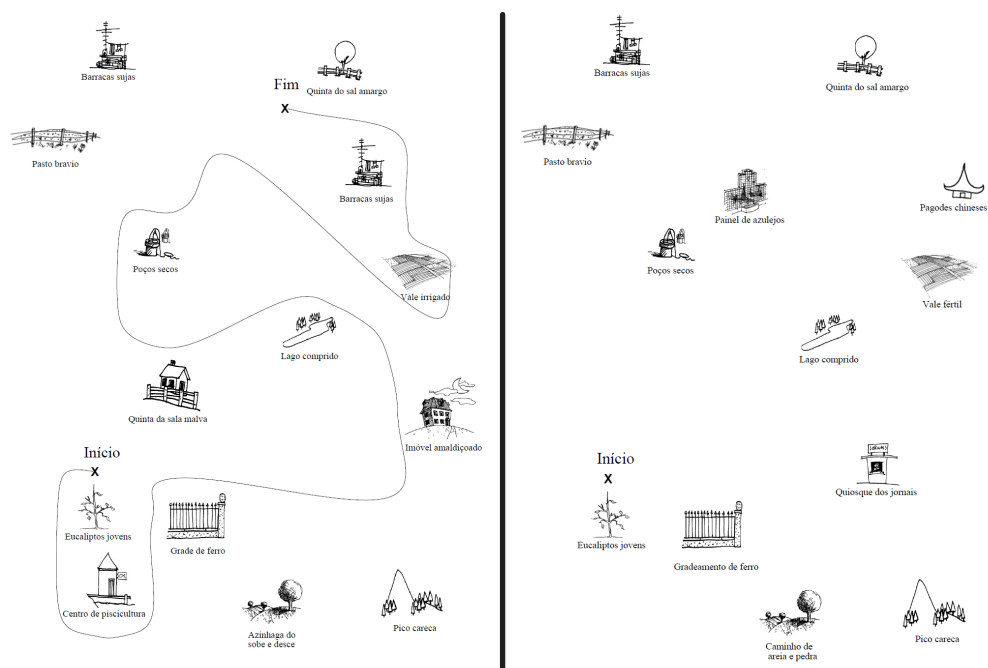 Barracas sujas
Fim
X
Quinta do sal amargo
Pasto bravio
Barracas sujas
Poços secos
Vale irrigado
Lago comprido
Quinta da sala malva
Imóvel amaldiçoado
Início
X
Eucaliptos jovens
Grade de ferro
Centro de piscicultura
Azinhaga do
sobe e desce
Pico careca
Barracas sujas
Quinta do sal amargo
Pasto bravio
Painel de azulejos
Pagodes chineses
Poços secos
Vale fértil
Lago comprido
Início
X
JORNAIS
Quiosque dos jornais
Eucaliptos jovens
Gradeamento de ferro
Caminho de
areia e pedra
Pico careca